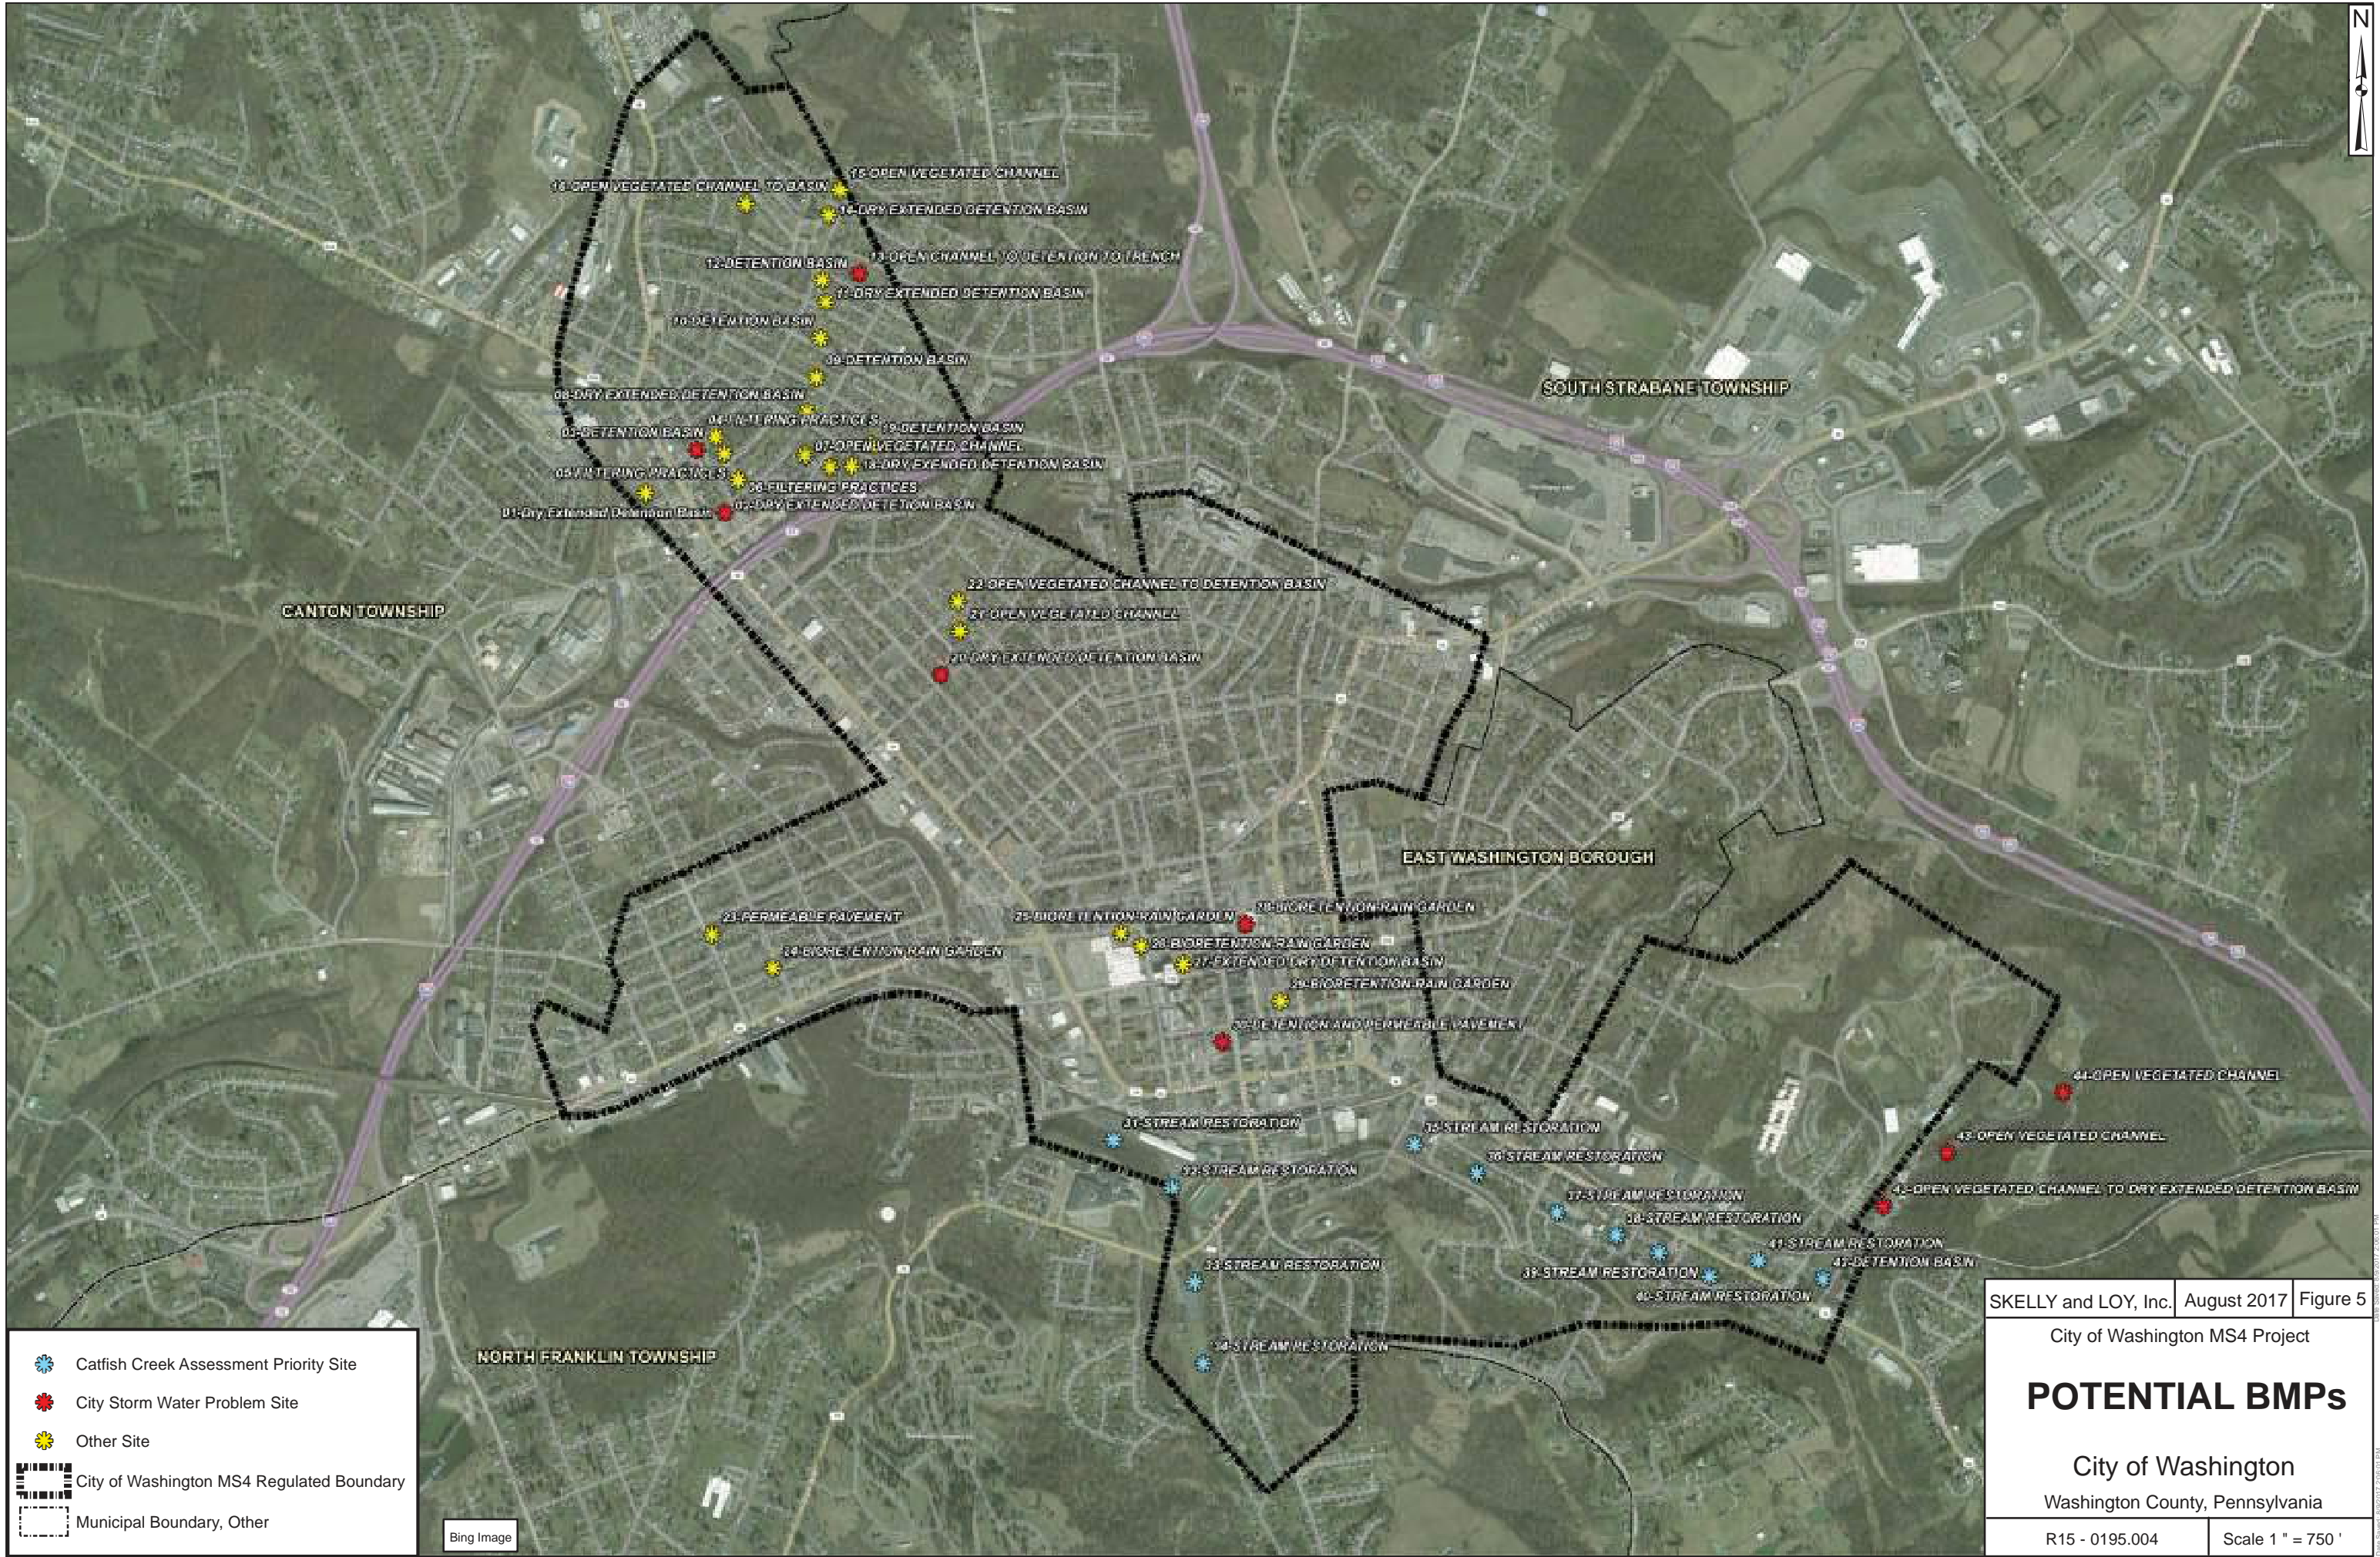 N
15-OPEN VEGETATED CHANNEL
16-OPEN VEGETATED CHANNEL TO BASIN
14-DRY EXTENDED DETENTION BASIN
13-OPEN CHANNEL TO DETENTION TO TRENCH
12-DETENTION BASIN
11-DRY EXTENDED DETENTION BASIN
10-DETENTION BASIN
09-DETENTION BASIN
SOUTH STRABANE TOWNSHIP
08-DRY EXTENDED DETENTION BASIN
04-FILTERING PRACTICES
19-DETENTION BASIN
03-DETENTION BASIN
07-OPEN VEGETATED CHANNEL
18-DRY EXENDED DETENTION BASIN
05-FILTERING PRACTICES
06-FILTERING PRACTICES
02-DRY EXTENDED DETETION BASIN
01-Dry Extended Detention Basin
22-OPEN VEGETATED CHANNEL TO DETENTION BASIN
CANTON TOWNSHIP
21-OPEN VEGETATED CHANNEL
20-DRY EXTENDED DETENTION BASIN
EAST WASHINGTON BOROUGH
23-PERMEABLE PAVEMENT
25-BIORETENTION-RAIN GARDEN
28-BIORETENTION-RAIN GARDEN
24-BIORETENTION RAIN GARDEN
26-BIORETENTION-RAIN GARDEN
27-EXTENDED DRY DETENTION BASIN
29-BIORETENTION-RAIN GARDEN
30-DETENTION AND PERMEABLE PAVEMENT
44-OPEN VEGETATED CHANNEL
31-STREAM RESTORATION
35-STREAM RESTORATION
43-OPEN VEGETATED CHANNEL
36-STREAM RESTORATION
32-STREAM RESTORATION
42-OPEN VEGETATED CHANNEL TO DRY EXTENDED DETENTION BASIN
37-STREAM RESTORATION
38-STREAM RESTORATION
41-STREAM RESTORATION
DETENTION BASIN
33-STREAM RESTORATION
39-STREAM RESTORATION
40-STREAM RESTORATION
34-STREAM RESTORATION
NORTH FRANKLIN TOWNSHIP
Catfish Creek Assessment Priority Site
City Storm Water Problem Site
Other Site
City of Washington MS4 Regulated Boundary
Municipal Boundary, Other
Bing Image
SKELLY and LOY, Inc.
August 2017
Figure 5
City of Washington MS4 Project
POTENTIAL BMPs
City of Washington
Washington County, Pennsylvania
R15 - 0195.004
Scale 1 " = 750 '